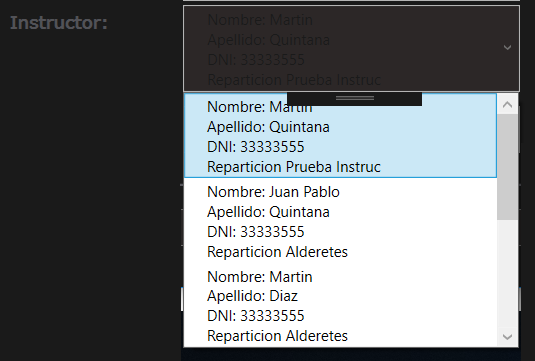 Instructor:
Nombre: Martin
Apellido: Quintana
DNI: 33333555
Reparticion Prueba Instruc
Nombre: Martin
Apellido: Quintana
DNI: 33333555
Reparticion Prueba Instruc
Nombre: Juan Pablo
Apellido: Quintana
DNI: 33333555
Reparticion Alderetes
Nombre: Martin
Apellido: Diaz
DNI: 33333555
Reparticion Alderetes